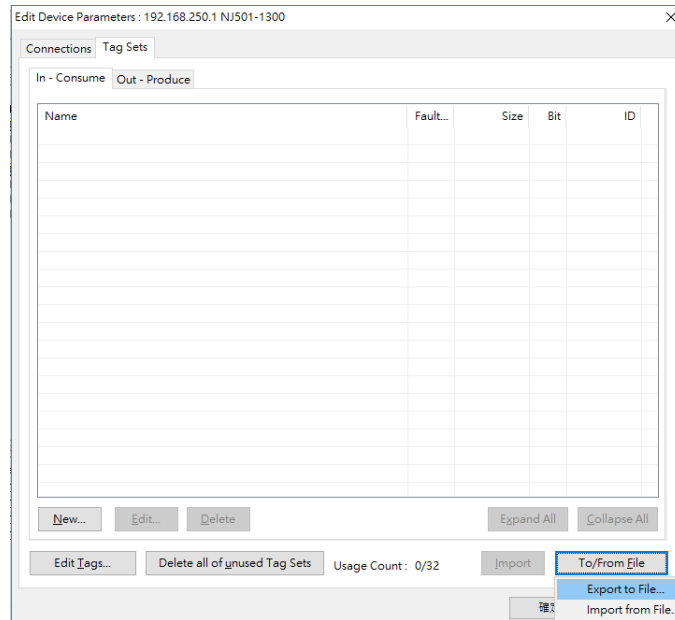 Edit Device Parameters : 192.168.250.1 NJ501-1300
Connections Tag Sets
In - Consume Out - Produce
Name Fault... Size Bit ID
New... Edit... Delete Expand All Collapse All
Edit Tags... Delete all of unused Tag Sets Usage Count : 0/32 Import To/From File
Export to File...
Import from File..